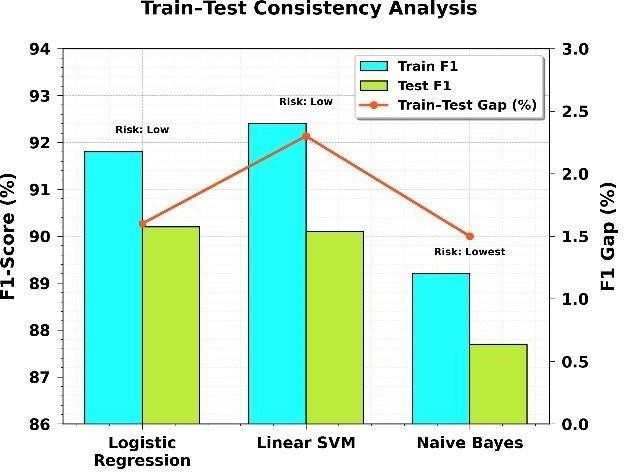 Train–Test Consistency Analysis
94
93
92
91
90
89
88
87
86
F1-Score (%)
3.0
2.5
2.0
1.5
1.0
0.5
0.0
F1 Gap (%)
Train F1
Test F1
Train–Test Gap (%)
Risk: Low
Risk: Low
Risk: Lowest
Logistic
Regression
Linear SVM
Naive Bayes